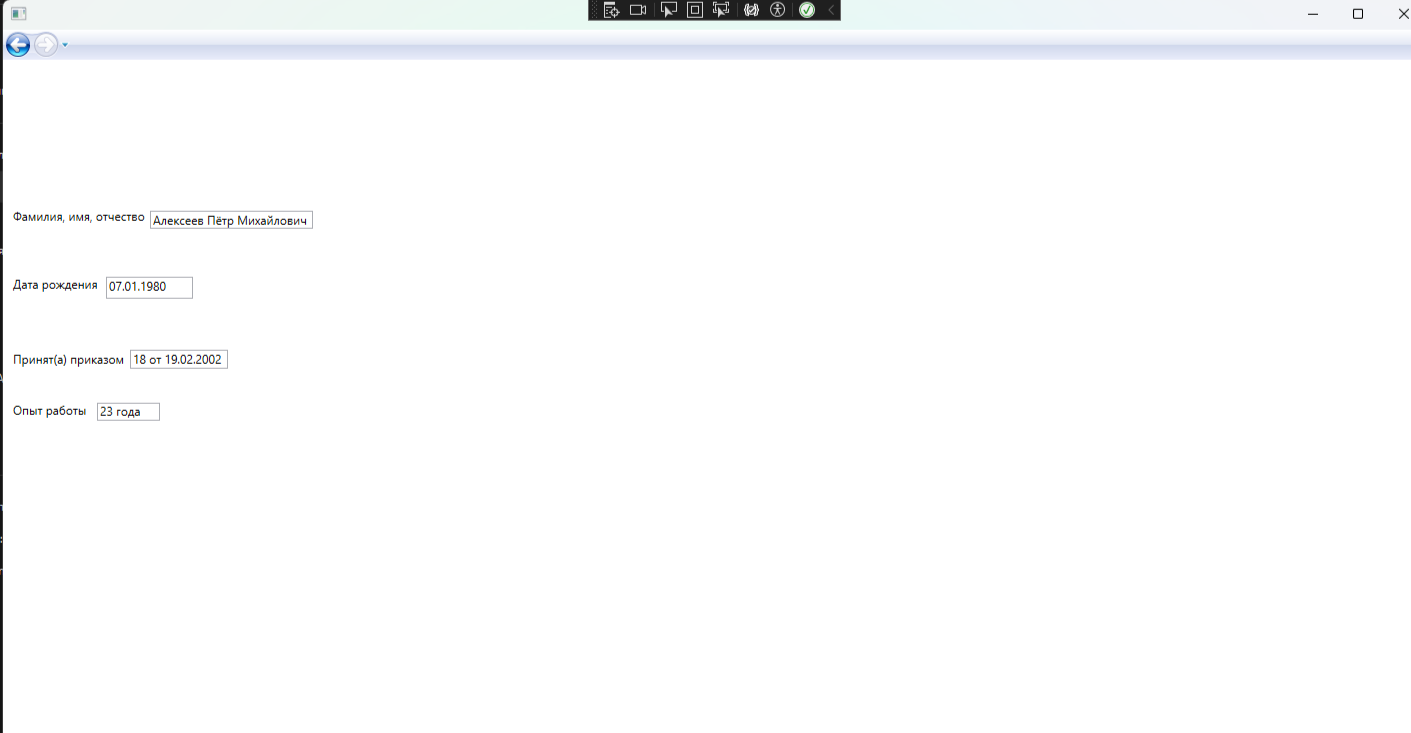 Фамилия, имя, отчество Алексеев Пётр Михайлович
Дата рождения 07.01.1980
Принят(а) приказом 18 от 19.02.2002
Опыт работы 23 года